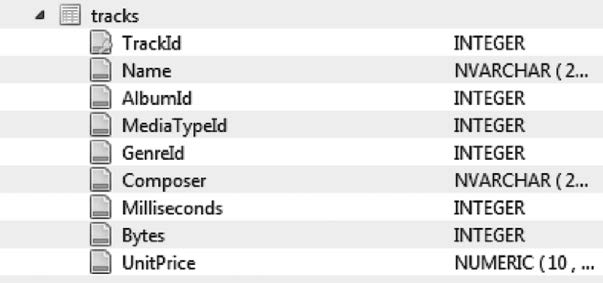 tracks
TrackId INTEGER
Name NVARCHAR ( 2...
AlbumId INTEGER
MediaTypeId INTEGER
GenreId INTEGER
Composer NVARCHAR ( 2...
Milliseconds INTEGER
Bytes INTEGER
UnitPrice NUMERIC ( 10 , ...